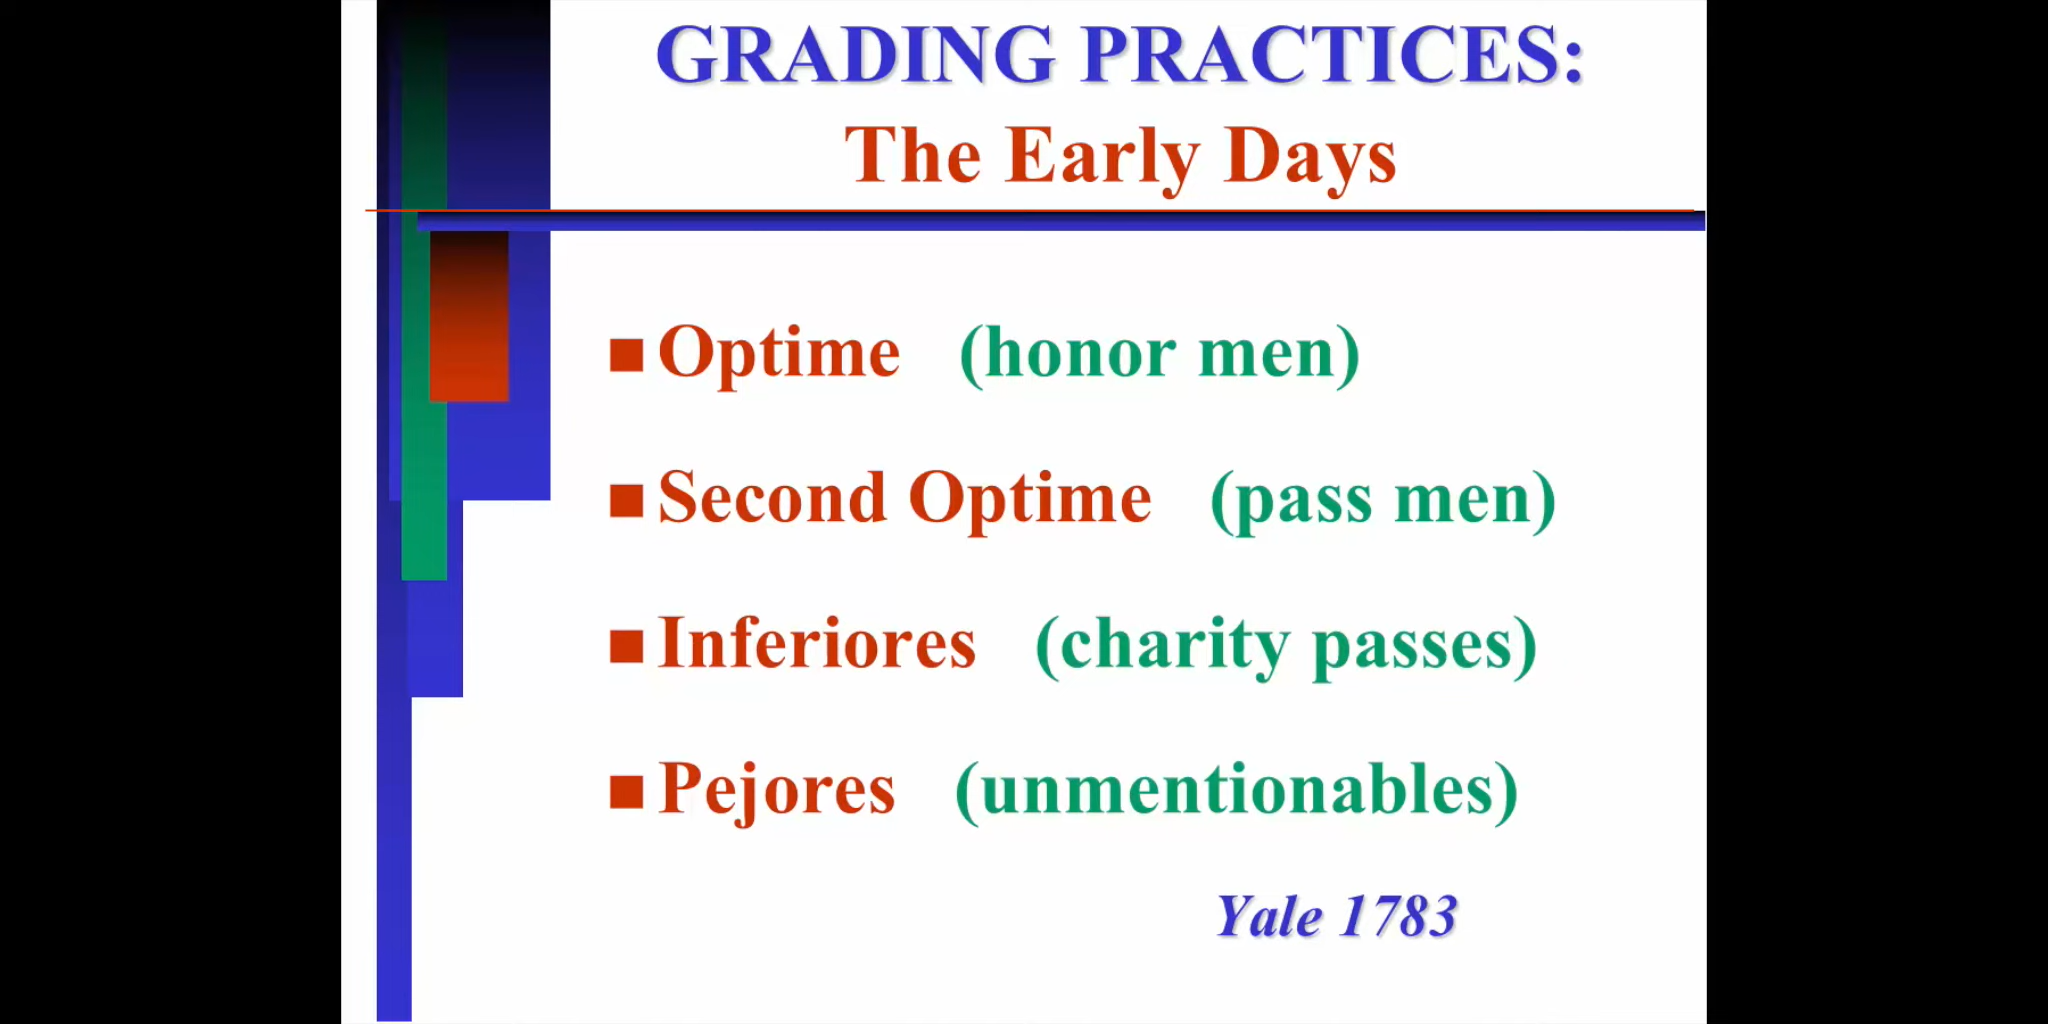 GRADING PRACTICES:
The Early Days
Optime (honor men)
Second Optime (pass men)
Inferiores (charity passes)
Pejores (unmentionables)
Yale 1783